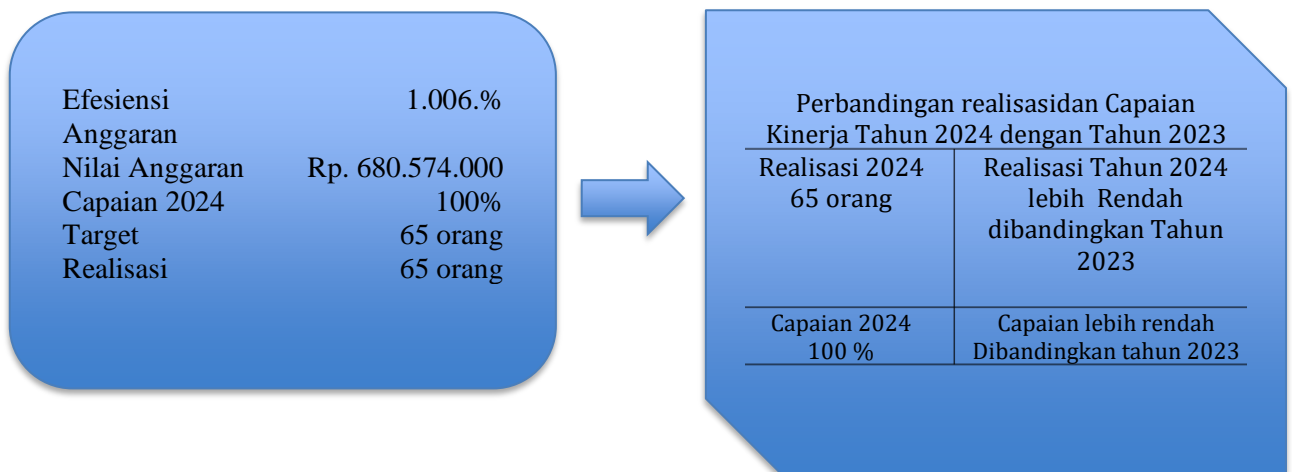 Efesiensi 1.006.%
Anggaran
Nilai Anggaran Rp. 680.574.000
Capaian 2024 100%
Target 65 orang
Realisasi 65 orang
Perbandingan realisasidan Capaian
Kinerja Tahun 2024 dengan Tahun 2023
Realisasi 2024
65 orang
Realisasi Tahun 2024
lebih Rendah
dibandingkan Tahun
2023
Capaian 2024
100 %
Capaian lebih rendah
Dibandingkan tahun 2023